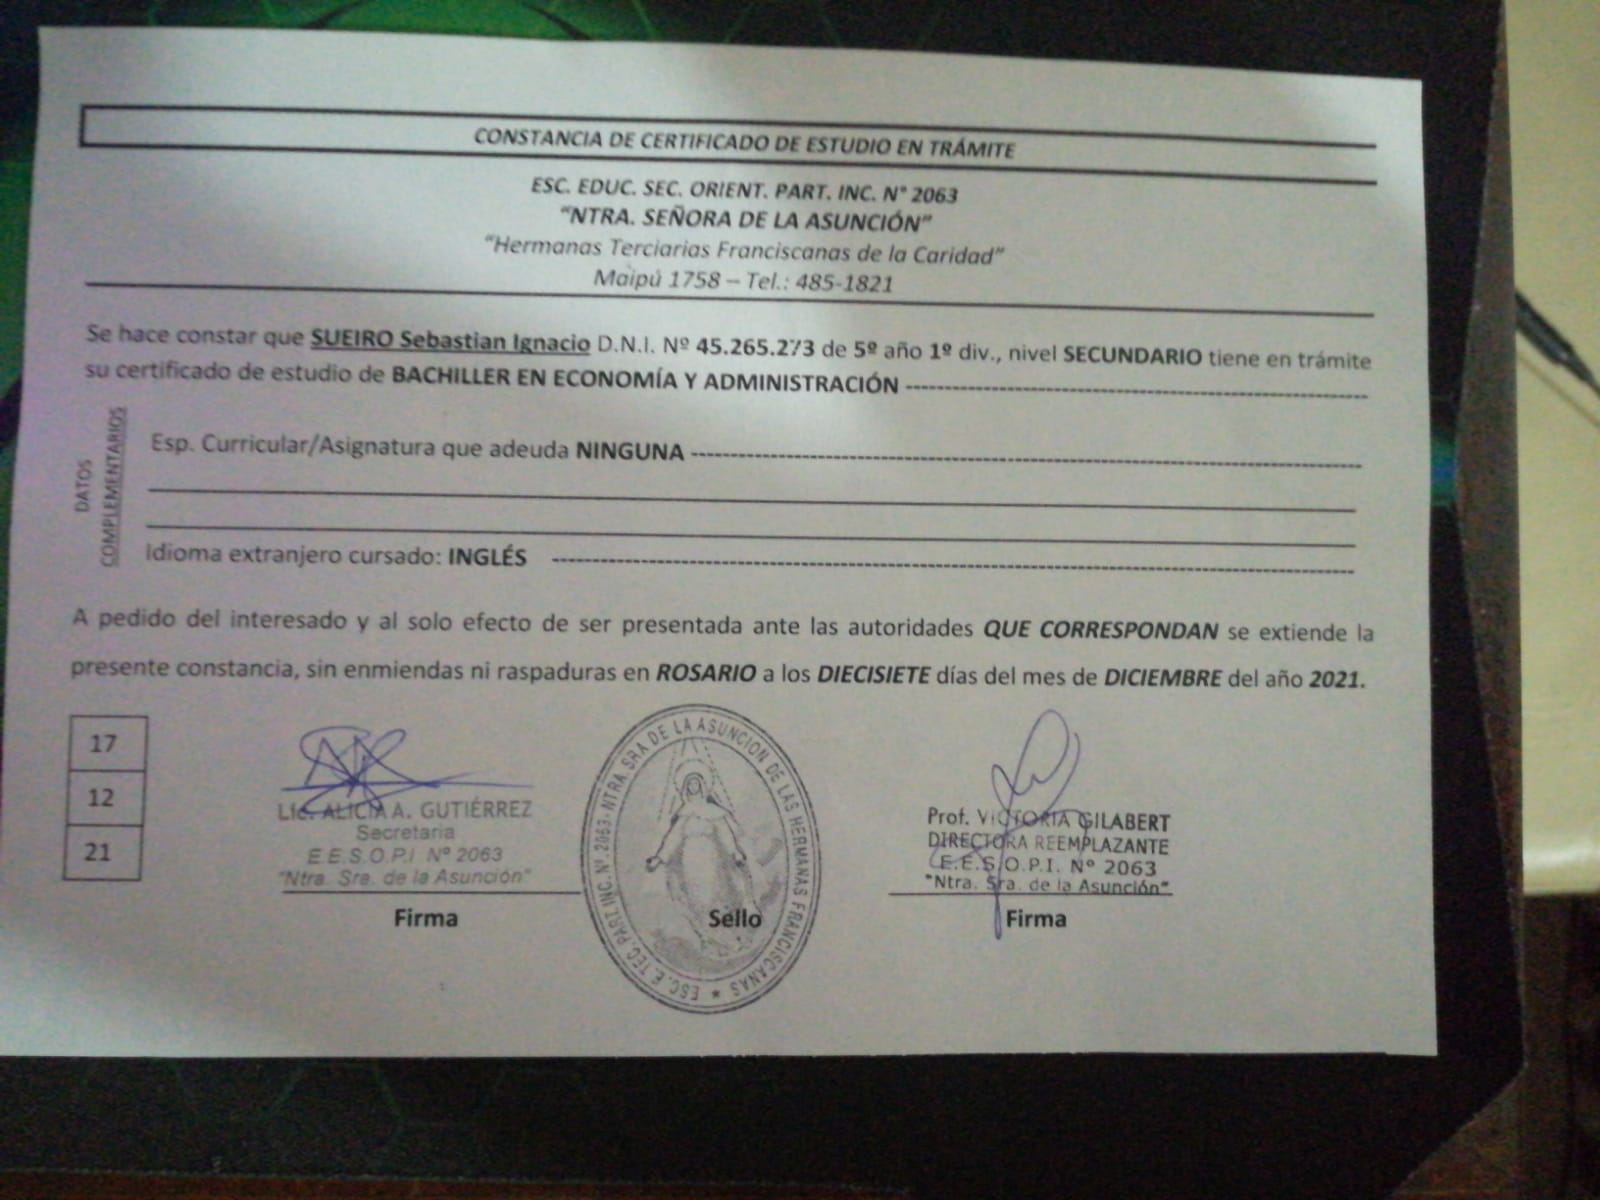 CONSTANCIA DE CERTIFICADO DE ESTUDIO EN TRÁMITE
ESC. EDUC. SEC. ORIENT. PART. INC. N° 2063
"NTRA. SEÑORA DE LA ASUNCIÓN"
"Hermanas Terciarias Franciscanas de la Caridad"
Maipú 1758 – Tel.: 485-1821
Se hace constar que SUEIRO Sebastian Ignacio D.N.I. Nº 45.265.273 de 5º año 1º div., nivel SECUNDARIO tiene en trámite
su certificado de estudio de BACHILLER EN ECONOMÍA Y ADMINISTRACIÓN
DATOS
COMPLEMENTARIOS
Esp. Curricular/Asignatura que adeuda NINGUNA
Idioma extranjero cursado: INGLÉS
A pedido del interesado y al solo efecto de ser presentada ante las autoridades QUE CORRESPONDAN se extiende la
presente constancia, sin enmiendas ni raspaduras en ROSARIO a los DIECISIETE días del mes de DICIEMBRE del año 2021.
17
12
21
Lic. ALICIA A. GUTIÉRREZ
Secretaria
E.E.S.O.P.I Nº 2063
"Ntra. Sra. de la Asunción"
Firma
ESC. E. TEC. PART. INC. Nº. 2063 - NTRA SRA DE LA ASUNCION DE LAS HERMANAS FRANCISCANAS
Sello
Prof. VICTORIA GILABERT
DIRECTORA REEMPLAZANTE
E.E.S.O.P.I. Nº 2063
"Ntra. Sra. de la Asunción"
Firma